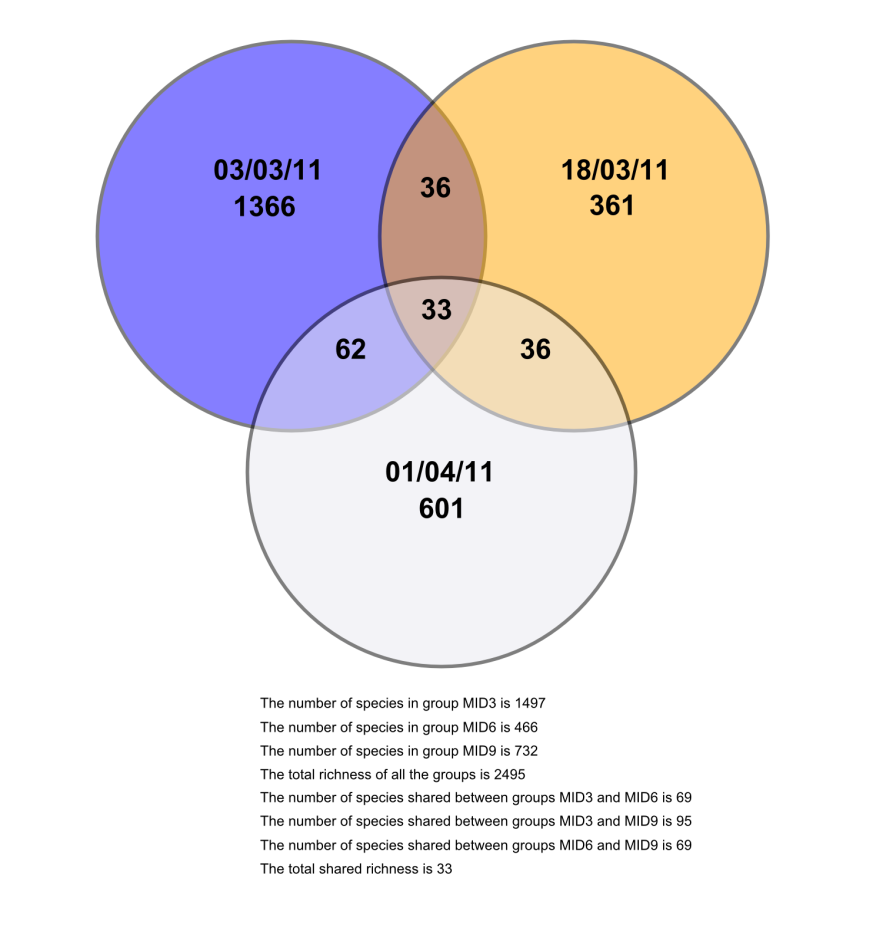 03/03/11
1366
18/03/11
361
36
33
62
36
01/04/11
601
The number of species in group MID3 is 1497
The number of species in group MID6 is 466
The number of species in group MID9 is 732
The total richness of all the groups is 2495
The number of species shared between groups MID3 and MID6 is 69
The number of species shared between groups MID3 and MID9 is 95
The number of species shared between groups MID6 and MID9 is 69
The total shared richness is 33